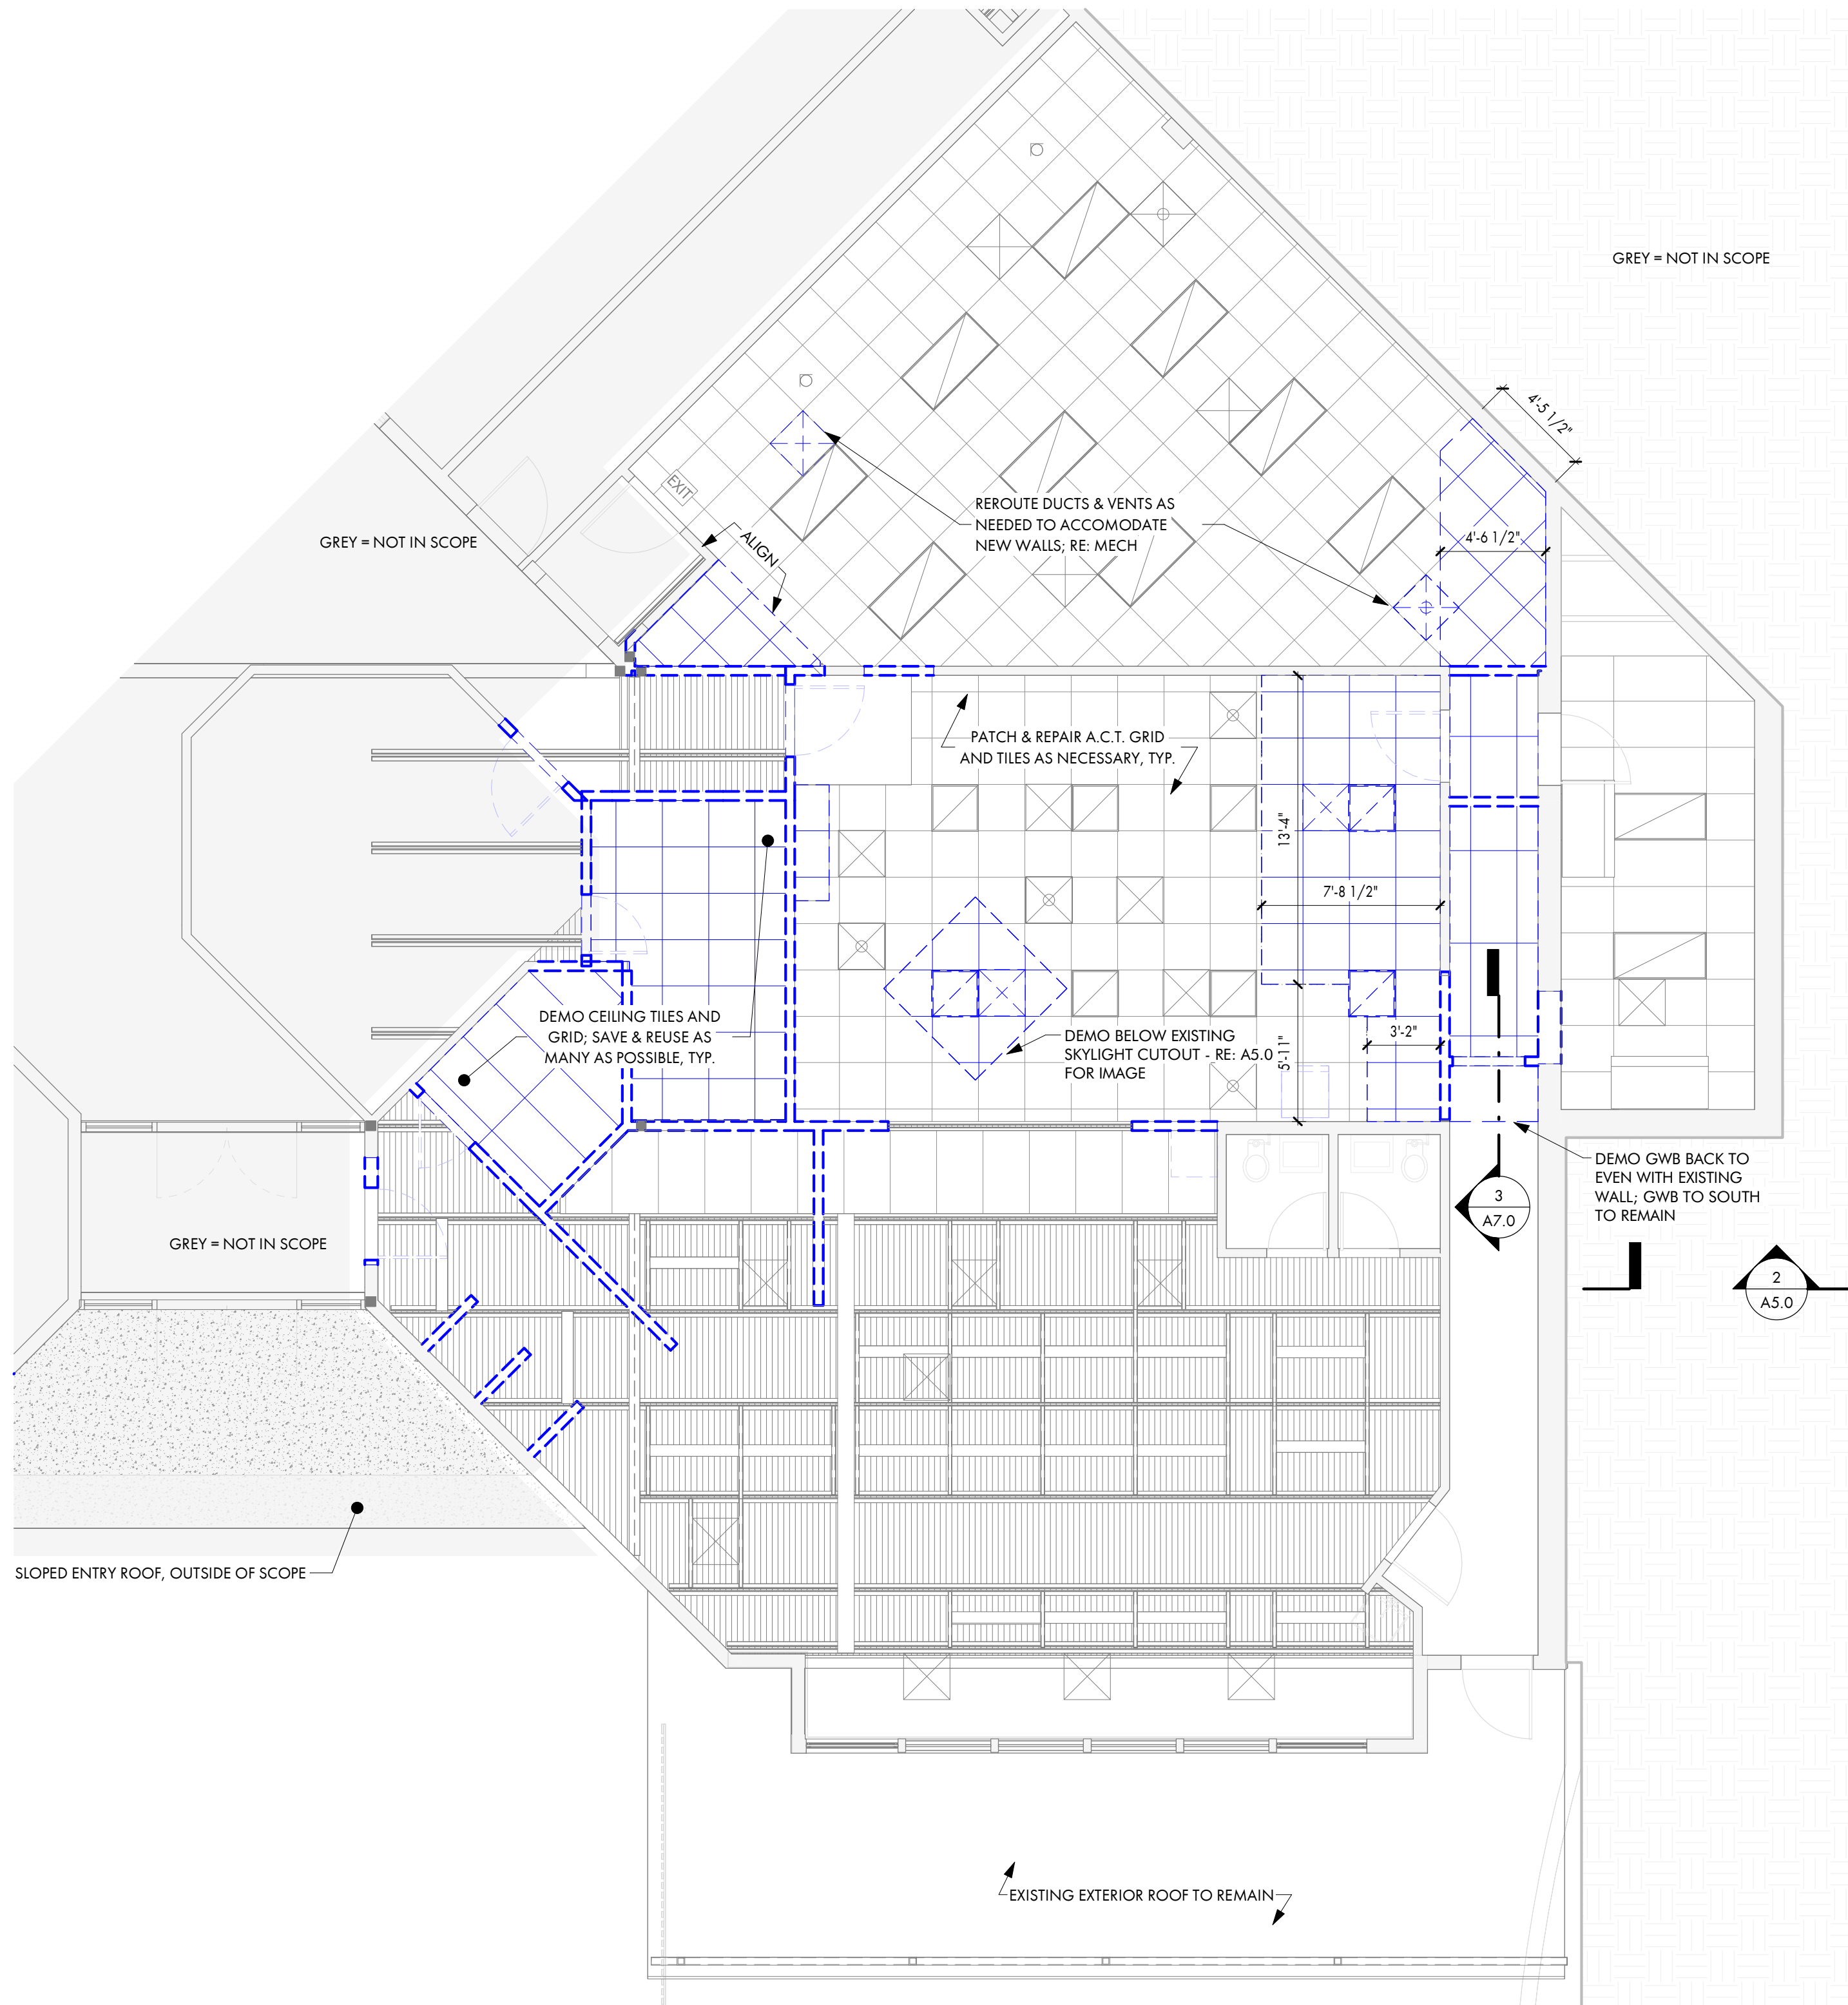 GREY = NOT IN SCOPE
4'-5 1/2"
EXIT
REROUTE DUCTS & VENTS AS
NEEDED TO ACCOMODATE
NEW WALLS; RE: MECH
GREY = NOT IN SCOPE
ALIGN
4'-6 1/2"
PATCH & REPAIR A.C.T. GRID
AND TILES AS NECESSARY, TYP.
13'-4"
7'-8 1/2"
DEMO CEILING TILES AND
GRID; SAVE & REUSE AS
MANY AS POSSIBLE, TYP.
DEMO BELOW EXISTING
SKYLIGHT CUTOUT - RE: A5.0
FOR IMAGE
3'-2"
5'-11"
DEMO GWB BACK TO
EVEN WITH EXISTING
WALL; GWB TO SOUTH
TO REMAIN
3
A7.0
GREY = NOT IN SCOPE
2
A5.0
SLOPED ENTRY ROOF, OUTSIDE OF SCOPE
EXISTING EXTERIOR ROOF TO REMAIN